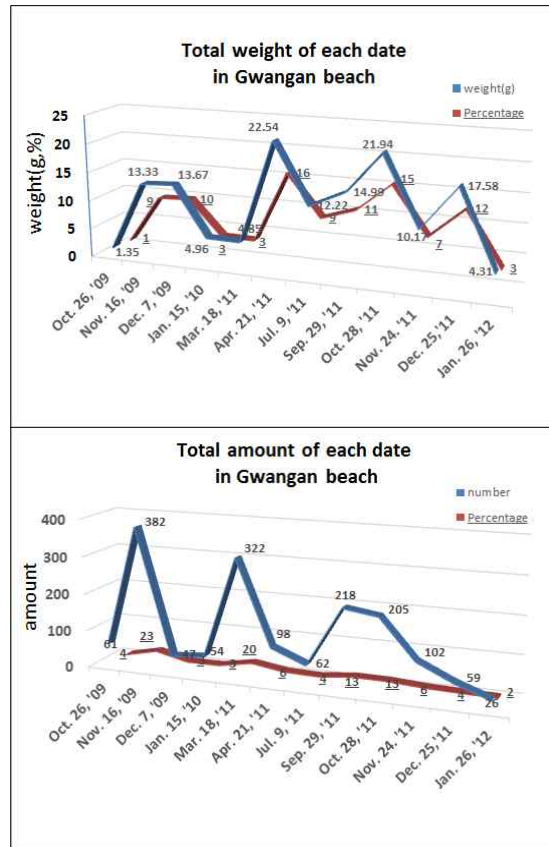 Total weight of each date
in Gwangan beach
weight(g)
Percentage
weight(g,%)
25
20
15
10
5
0
1.35
13.33
13.67
4.96
4.85
22.54
12.22
14.99
21.94
10.17
17.58
4.31
1
9
10
3
3
16
9
11
15
7
12
3
Oct. 26, '09
Nov. 16, '09
Dec. 7, '09
Jan. 15, '10
Mar. 18, '11
Apr. 21, '11
Jul. 9, '11
Sep. 29, '11
Oct. 28, '11
Nov. 24, '11
Dec. 25, '11
Jan. 26, '12
Total amount of each date
in Gwangan beach
number
Percentage
amount
400
300
200
100
0
61
382
47
54
322
98
62
218
205
102
59
26
4
23
3
3
20
6
4
13
13
6
4
2
Oct. 26, '09
Nov. 16, '09
Dec. 7, '09
Jan. 15, '10
Mar. 18, '11
Apr. 21, '11
Jul. 9, '11
Sep. 29, '11
Oct. 28, '11
Nov. 24, '11
Dec. 25, '11
Jan. 26, '12